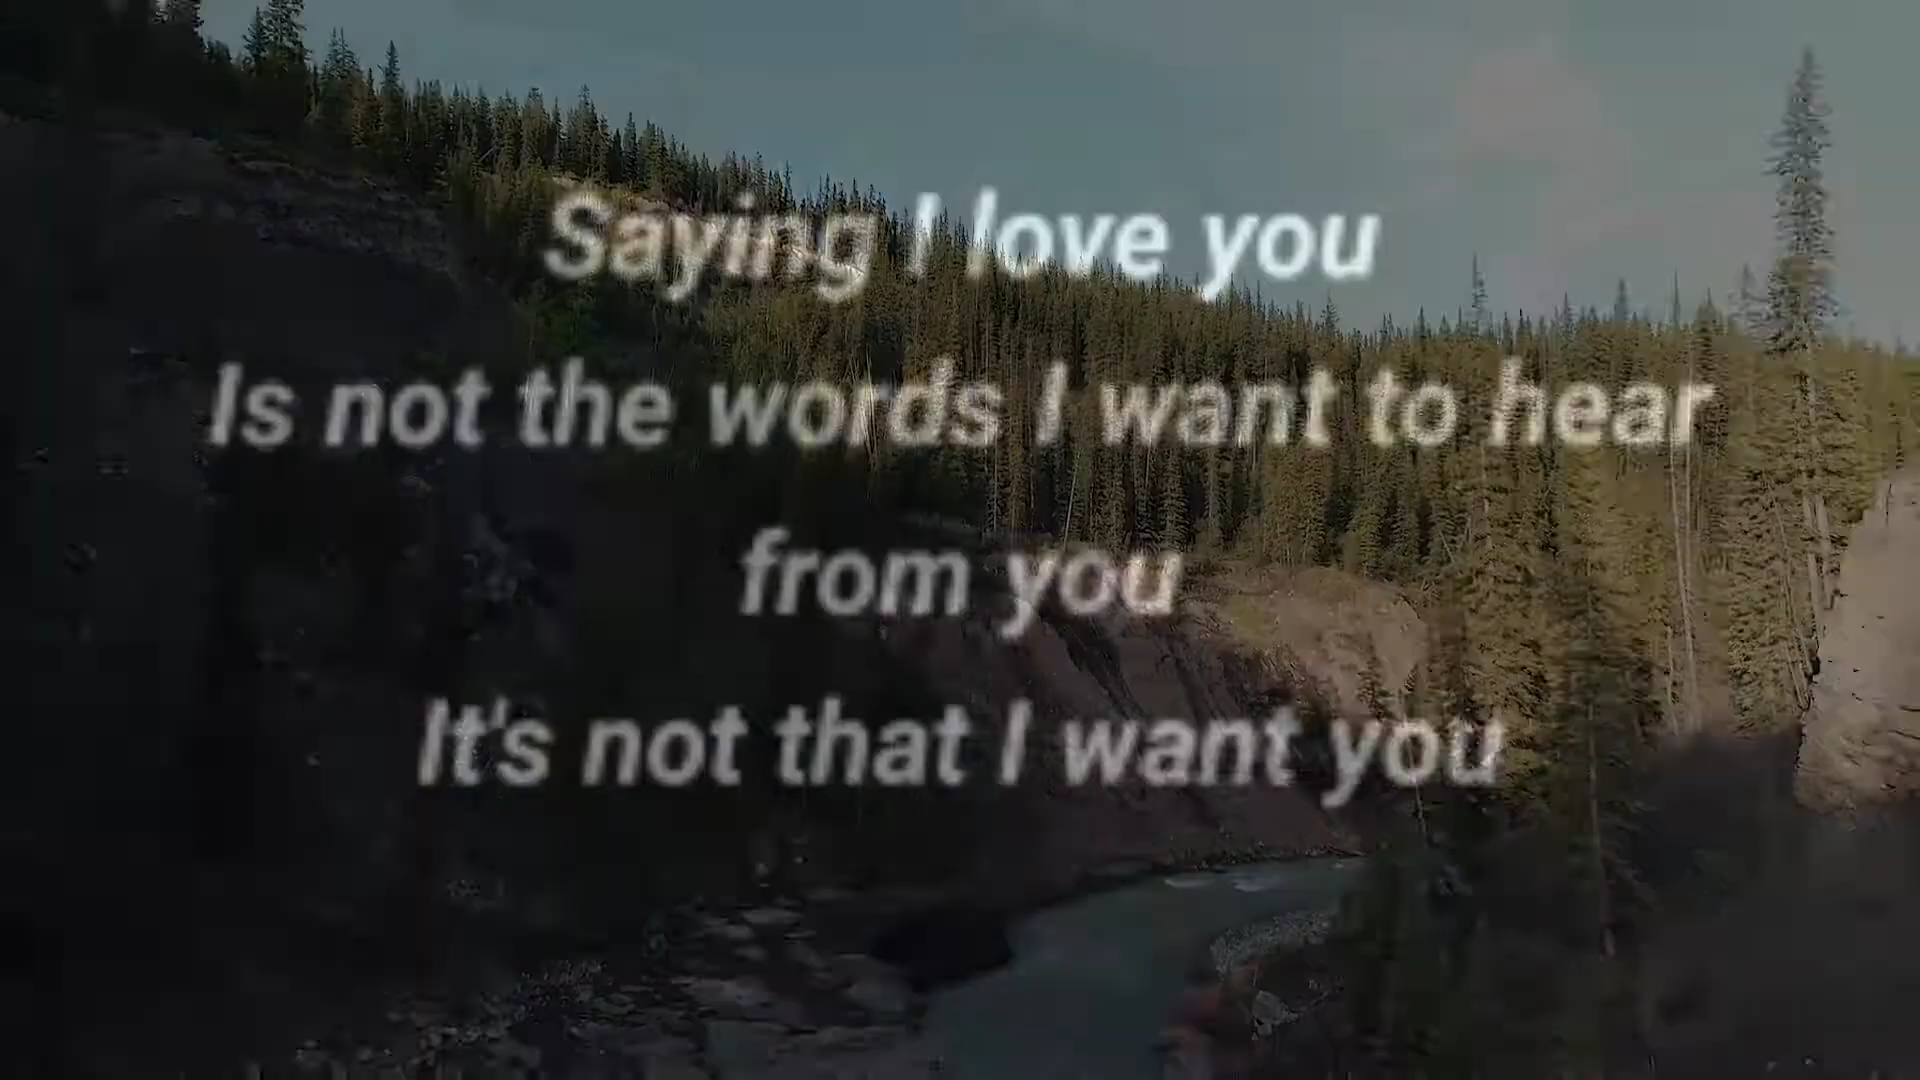 Saying I love you
Is not the words I want to hear
from you
It's not that I want you